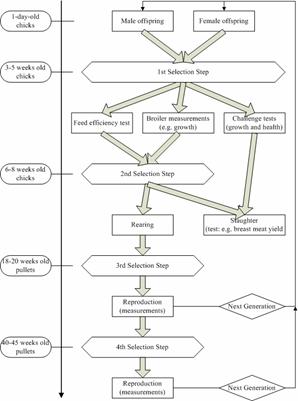 1-day-old
chicks
Male offspring
Female offspring
3-5 weeks old
chicks
1st Selection Step
Feed efficiency test
Broiler measurements
(e.g. growth)
Challenge tests
(growth and health)
6-8 weeks old
chicks
2nd Selection Step
Rearing
Slaughter
(test: e.g. breast meat yield
18-20 weeks old
pullets
3rd Selection Step
Reproduction
(measurements)
Next Generation
40-45 weeks old
pullets
4th Selection Step
Reproduction
(measurements)
Next Generation